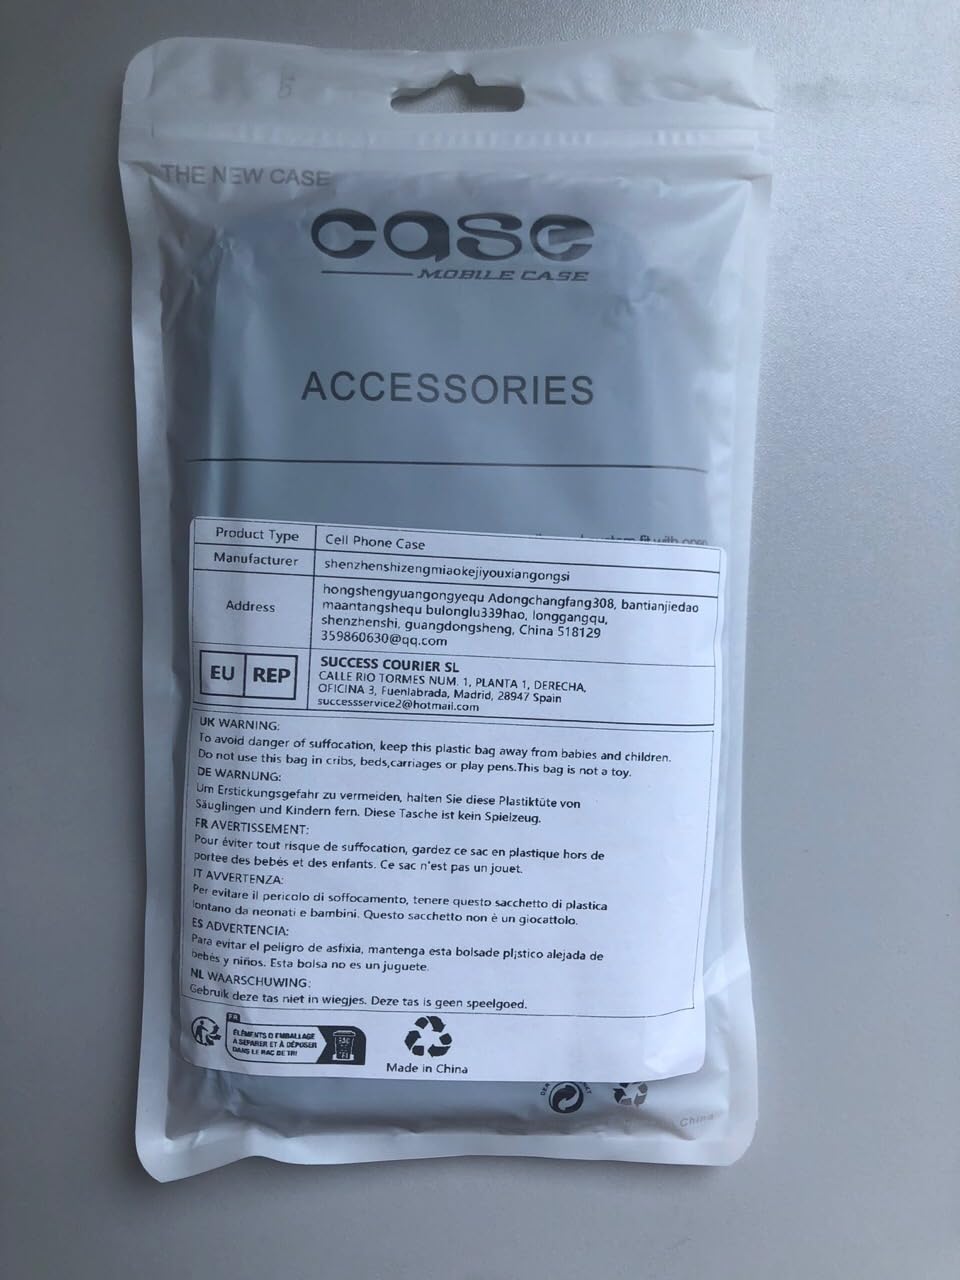 THE NEW CASE
case
MOBILE CASE
ACCESSORIES
fit with open
Product Type Cell Phone Case
Manufacturer shenzhenshizengmiaokejiyouxiangongsi
Address hongshengyuangongyequ Adongchangfang308, bantianjiedao
maantangshequ bulonglu339hao, longgangqu,
shenzhenshi, guangdongsheng, China 518129
359860630@qq.com
EU REP SUCCESS COURIER SL
CALLE RIO TORMES NUM. 1, PLANTA 1, DERECHA,
OFICINA 3, Fuenlabrada, Madrid, 28947 Spain
successservice2@hotmail.com
UK WARNING:
To avoid danger of suffocation, keep this plastic bag away from babies and children.
Do not use this bag in cribs, beds,carriages or play pens.This bag is not a toy.
DE WARNUNG:
Um Erstickungsgefahr zu vermeiden, halten Sie diese Plastiktüte von
Säuglingen und Kindern fern. Diese Tasche ist kein Spielzeug.
FR AVERTISSEMENT:
Pour éviter tout risque de suffocation, gardez ce sac en plastique hors de
portée des bebés et des enfants. Ce sac n'est pas un jouet.
IT AVVERTENZA:
Per evitare il pericolo di soffocamento, tenere questo sacchetto di plastica
lontano da neonati e bambini. Questo sacchetto non è un giocattolo.
ES ADVERTENCIA:
Para evitar el peligro de asfixia, mantenga esta bolsade pl¡stico alejada de
bebés y niños. Esta bolsa no es un juguete.
NL WAARSCHUWING:
Gebruik deze tas niet in wiegjes. Deze tas is geen speelgoed.
FR
ÉLÉMENTS D'EMBALLAGE
A SÉPARER ET À DÉPOSER
DANS LE BAC DE TRI
BAC
Made in China
China